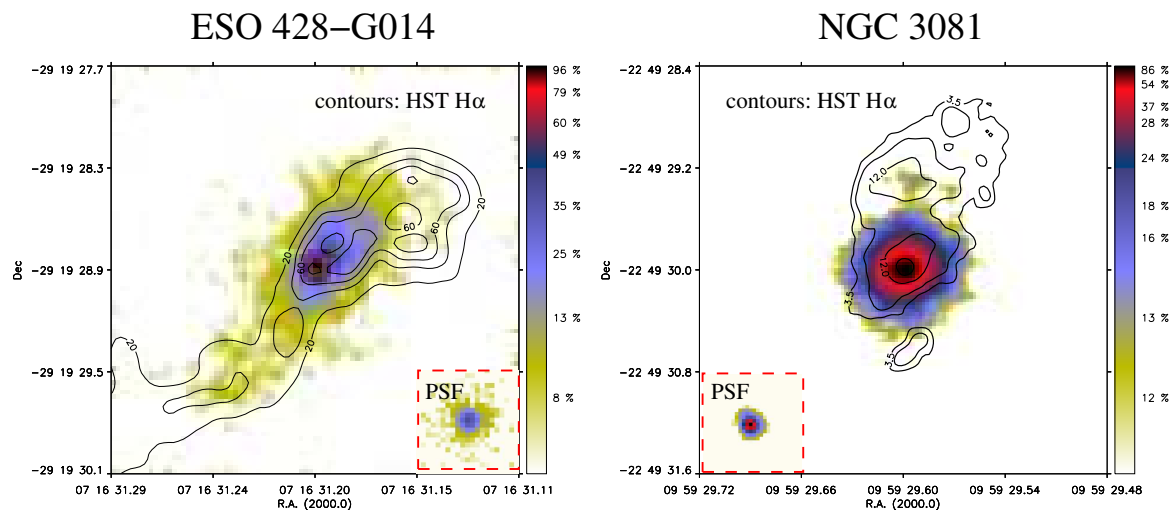 ESO 428–G014
NGC 3081
contours: HST Hα
-29 19 27.7
-29 19 28.3
-29 19 28.9
-29 19 29.5
-29 19 30.1
Dec
20
60
60
60
20
20
20
20
PSF
07 16 31.29
07 16 31.24
07 16 31.20
07 16 31.15
07 16 31.11
R.A. (2000.0)
96 %
79 %
60 %
49 %
35 %
25 %
13 %
8 %
contours: HST Hα
-22 49 28.4
-22 49 29.2
-22 49 30.0
-22 49 30.8
-22 49 31.6
Dec
3.5
12.0
12.0
3.5
3.5
PSF
09 59 29.72
09 59 29.66
09 59 29.60
09 59 29.54
09 59 29.48
R.A. (2000.0)
86 %
54 %
37 %
28 %
24 %
18 %
16 %
13 %
12 %